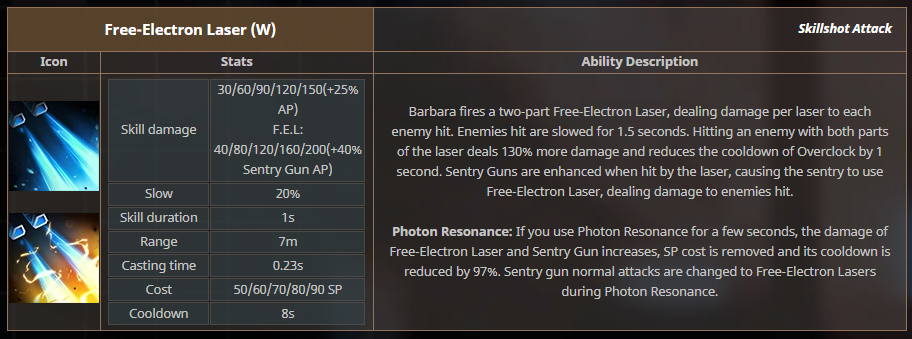 Free-Electron Laser (W)
Skillshot Attack
Icon
Stats
Ability Description
Skill damage
30/60/90/120/150(+25%
AP)
F.E.L:
40/80/120/160/200(+40%
Sentry Gun AP)
Slow
20%
Skill duration
1s
Range
7m
Casting time
0.23s
Cost
50/60/70/80/90 SP
Cooldown
8s
Barbara fires a two-part Free-Electron Laser, dealing damage per laser to each
enemy hit. Enemies hit are slowed for 1.5 seconds. Hitting an enemy with both parts
of the laser deals 130% more damage and reduces the cooldown of Overclock by 1
second. Sentry Guns are enhanced when hit by the laser, causing the sentry to use
Free-Electron Laser, dealing damage to enemies hit.
Photon Resonance: If you use Photon Resonance for a few seconds, the damage of
Free-Electron Laser and Sentry Gun increases, SP cost is removed and its cooldown is
reduced by 97%. Sentry gun normal attacks are changed to Free-Electron Lasers
during Photon Resonance.